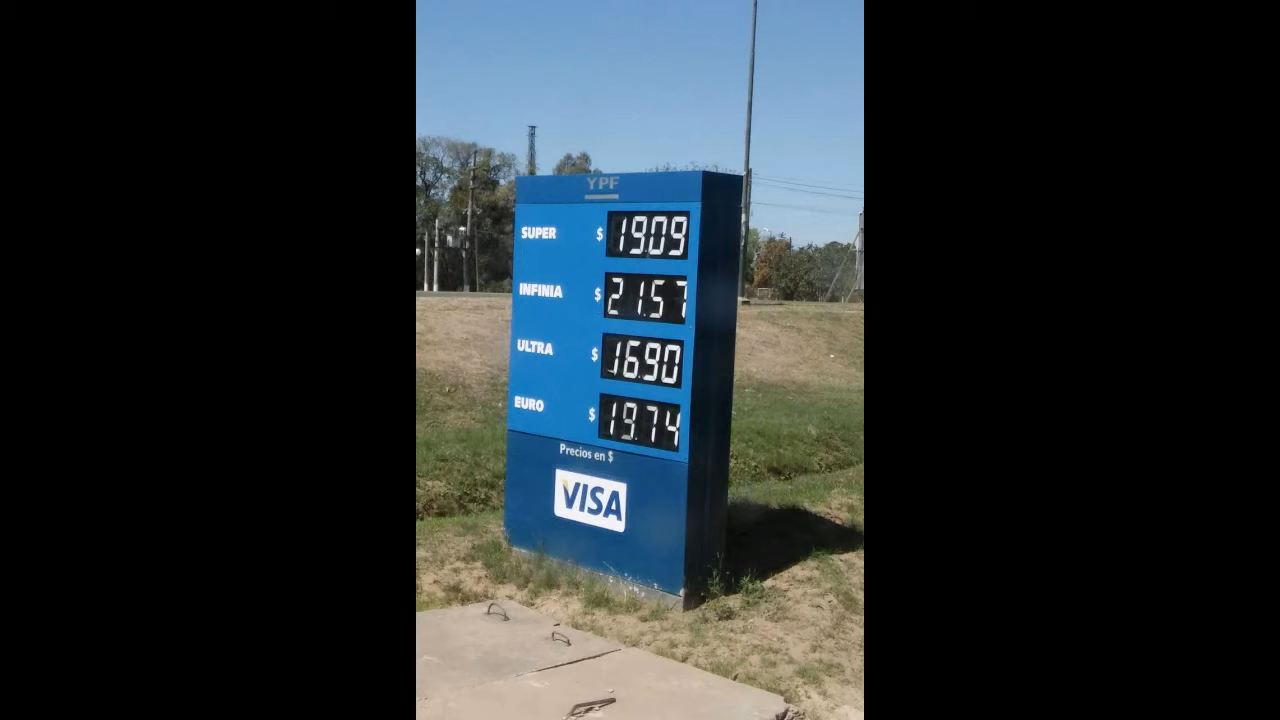 YPF
SUPER $ 19.09
INFINIA $ 21.57
ULTRA $ 16.90
EURO $ 19.74
Precios en $
VISA